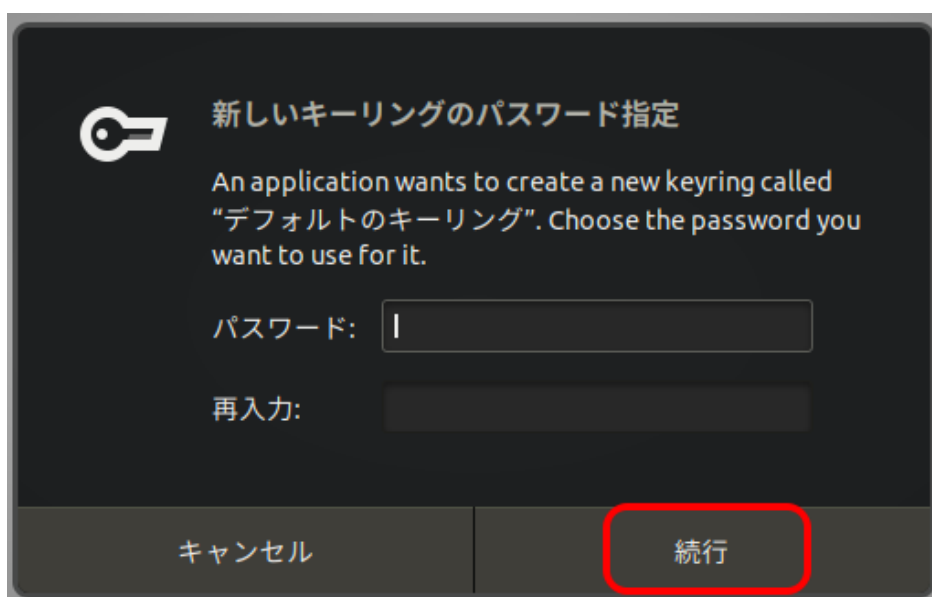 新しいキーリングのパスワード指定
An application wants to create a new keyring called
“デフォルトのキーリング”. Choose the password you
want to use for it.
パスワード:
再入力:
キャンセル
続行